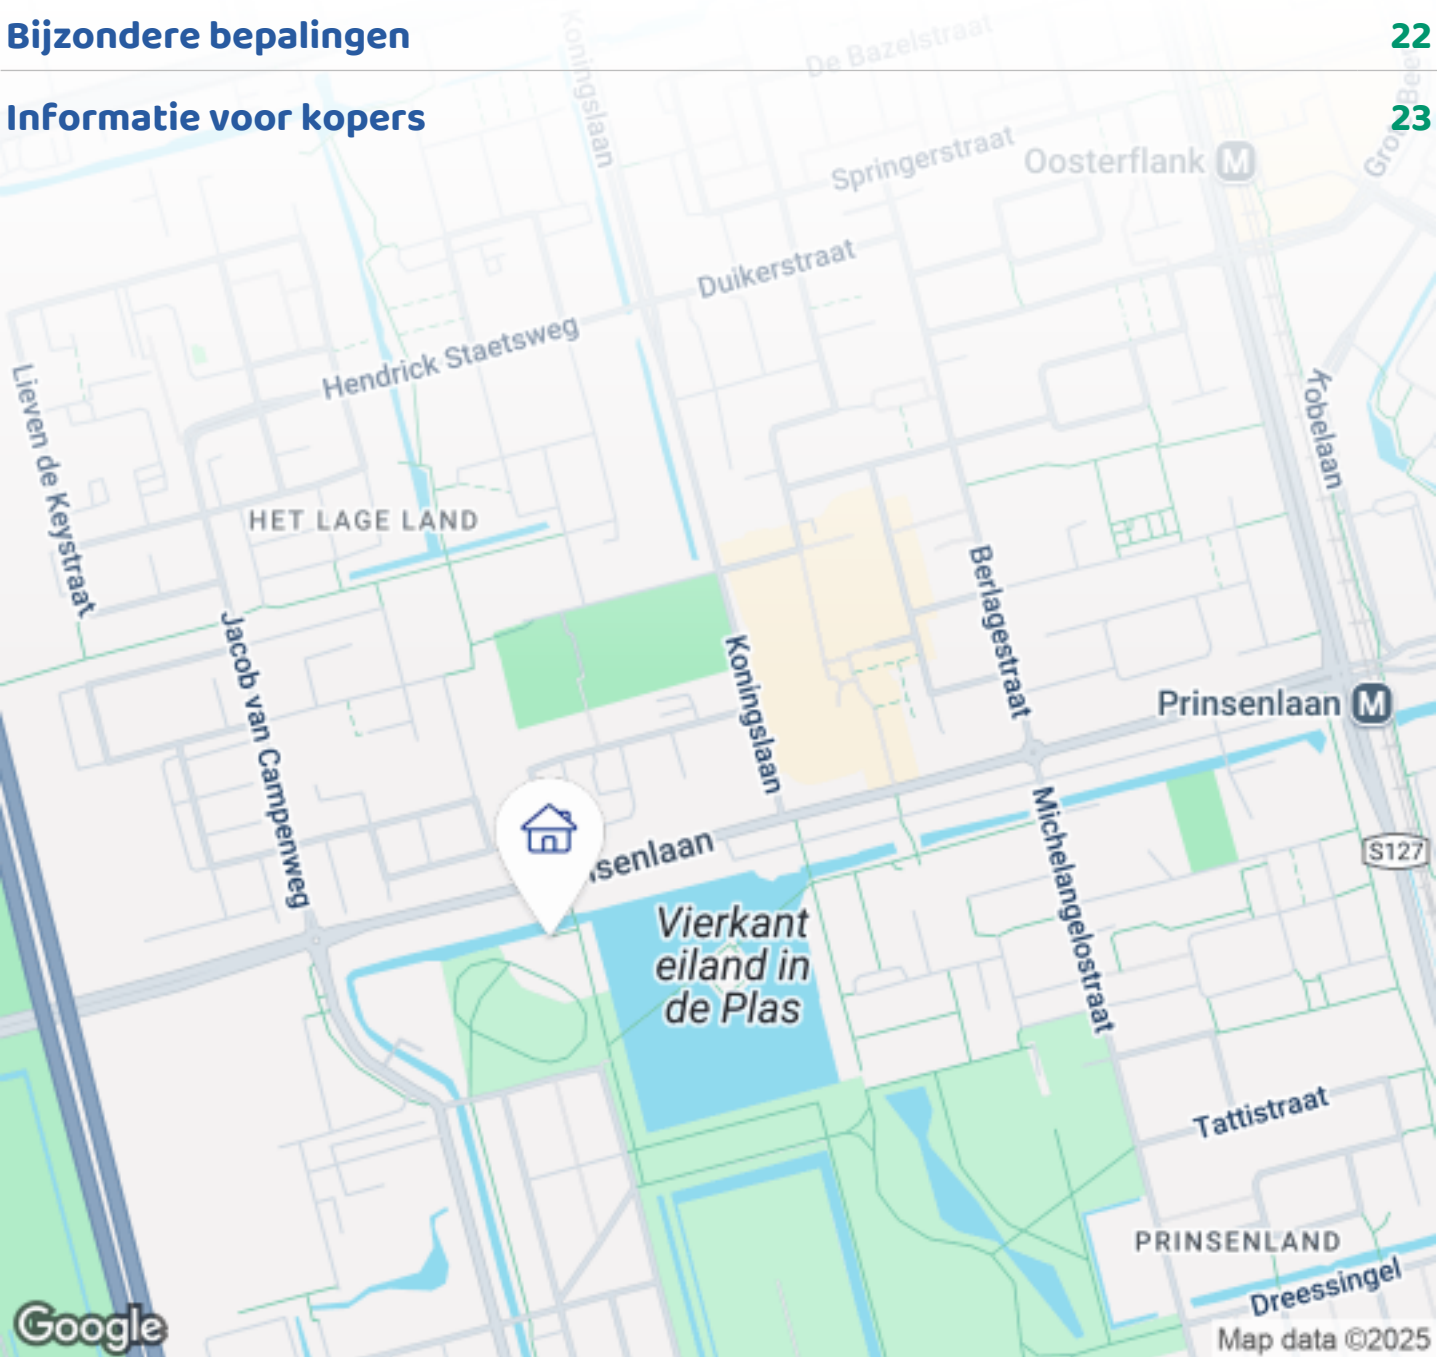 Bijzondere bepalingen 22
Informatie voor kopers 23
Koningslaan
De Bazelstraat
Springerstraat
Oosterflank M
Duikerstraat
Hendrick Staetsweg
Lieven de Keystraat
Kobelaan
HET LAGE LAND
Berlagestraat
Jacob van Campenweg
Koningslaan
Prinsenlaan M
nsenlaan
Michelangelostraat
S127
Vierkant
eiland in
de Plas
Tattistraat
PRINSENLAND
Dreessingel
Google
Map data ©2025